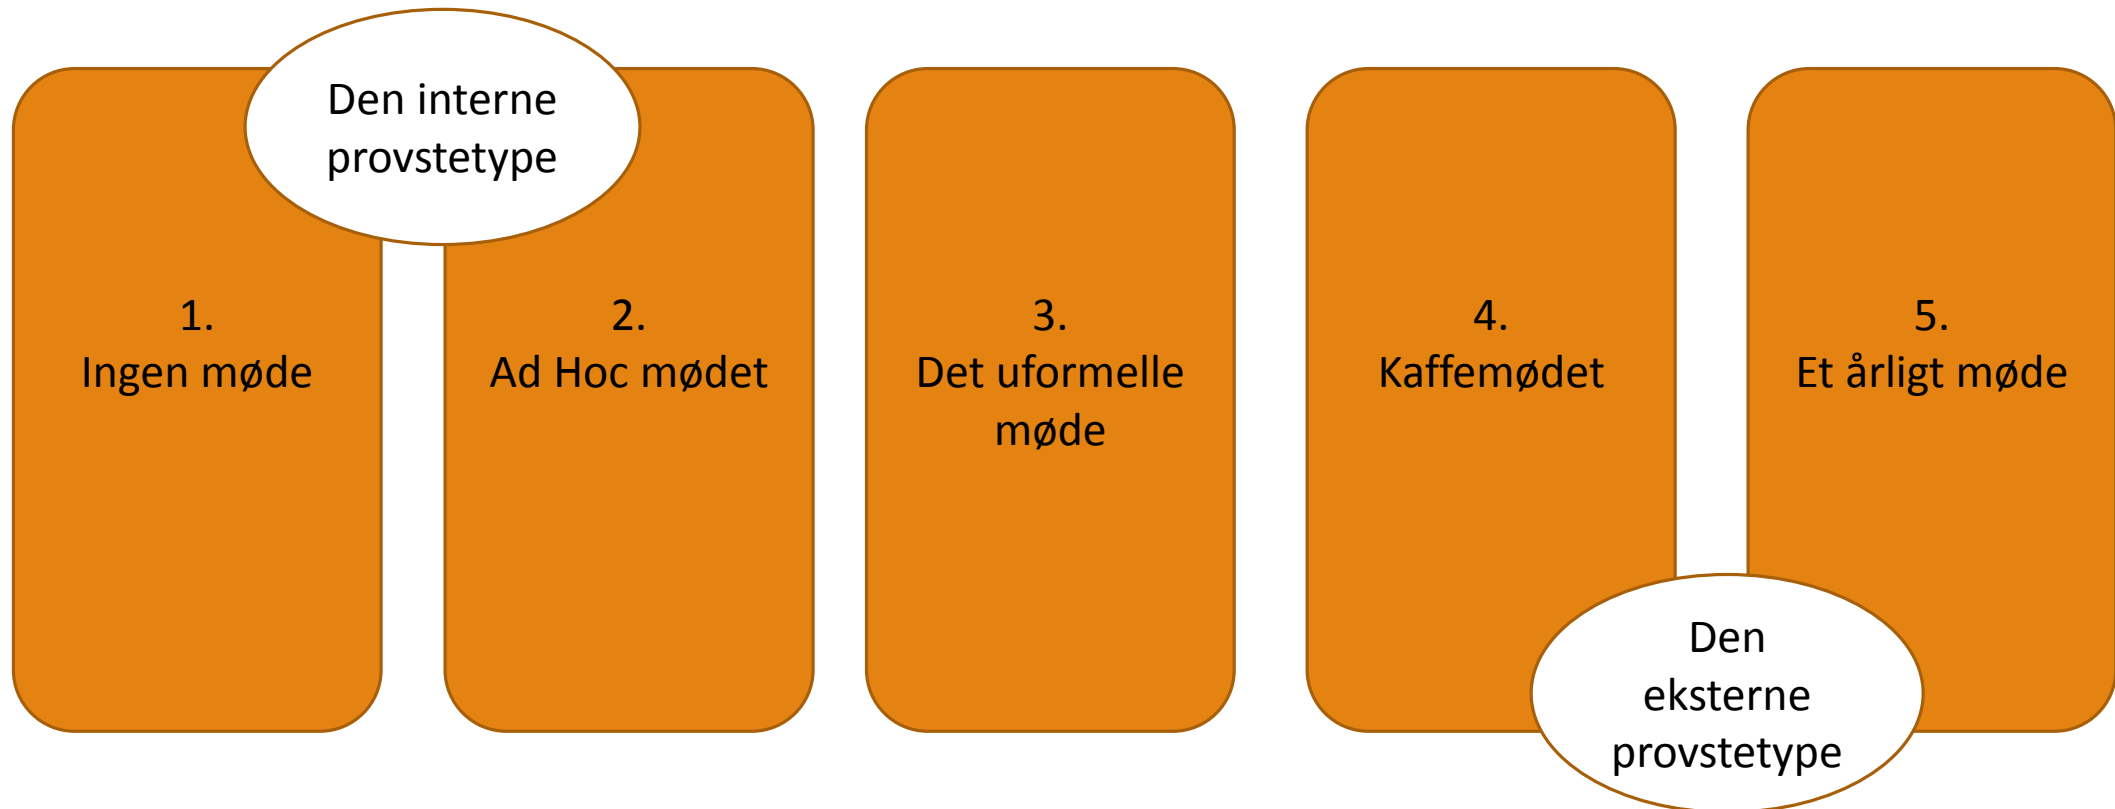 Den interne
provstetype
1.
Ingen møde
2.
Ad Hoc mødet
3.
Det uformelle
møde
4.
Kaffemødet
5.
Et årligt møde
Den
eksterne
provstetype